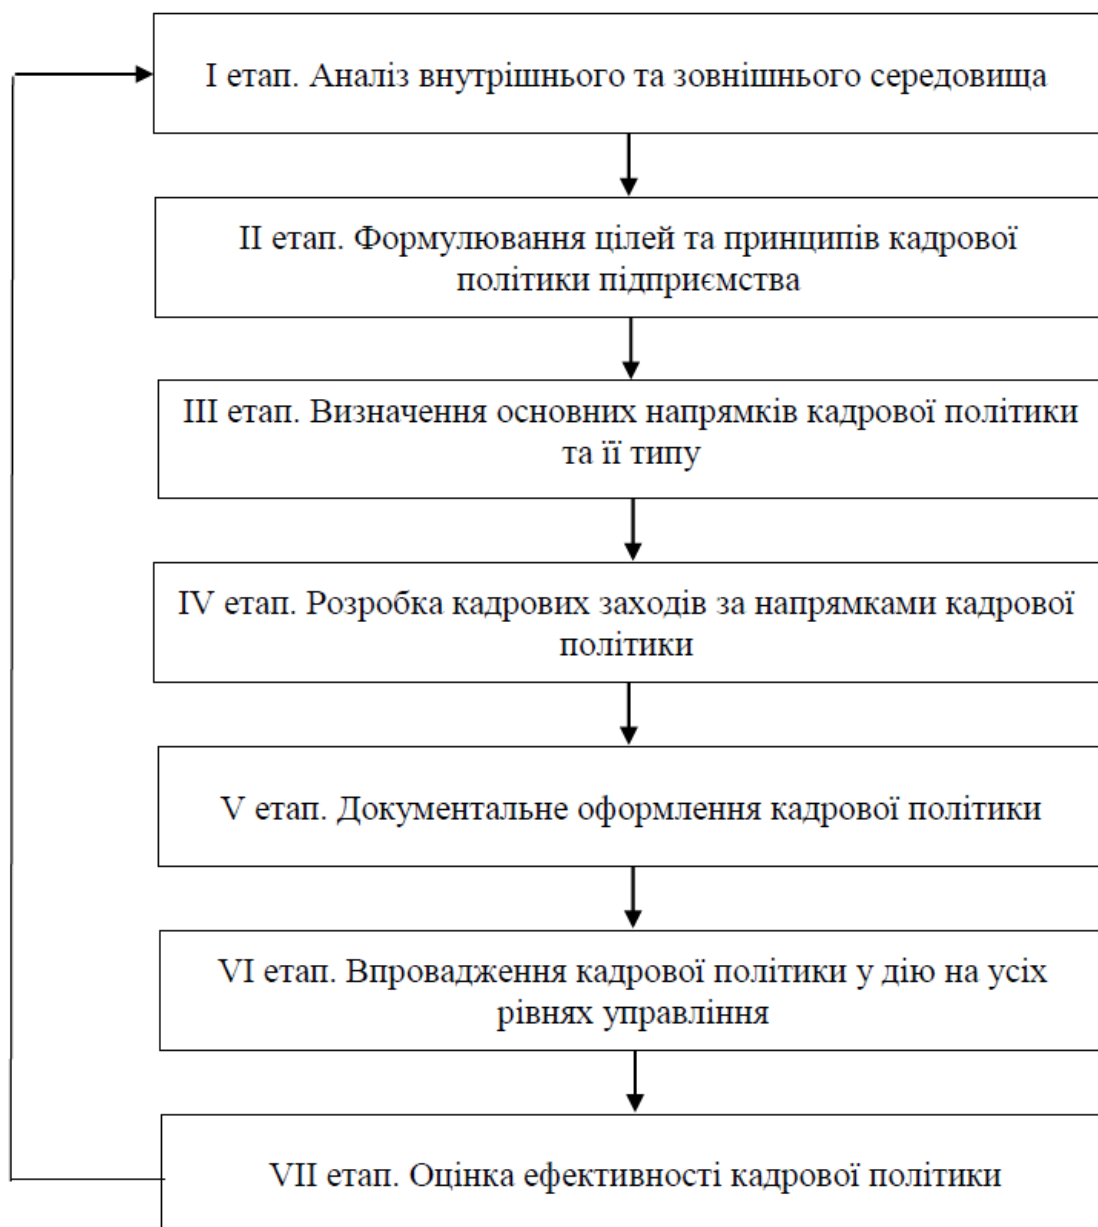 І етап. Аналіз внутрішнього та зовнішнього середовища
ІІ етап. Формулювання цілей та принципів кадрової
політики підприємства
ІІІ етап. Визначення основних напрямків кадрової політики
та її типу
IV етап. Розробка кадрових заходів за напрямками кадрової
політики
V етап. Документальне оформлення кадрової політики
VI етап. Впровадження кадрової політики у дію на усіх
рівнях управління
VII етап. Оцінка ефективності кадрової політики